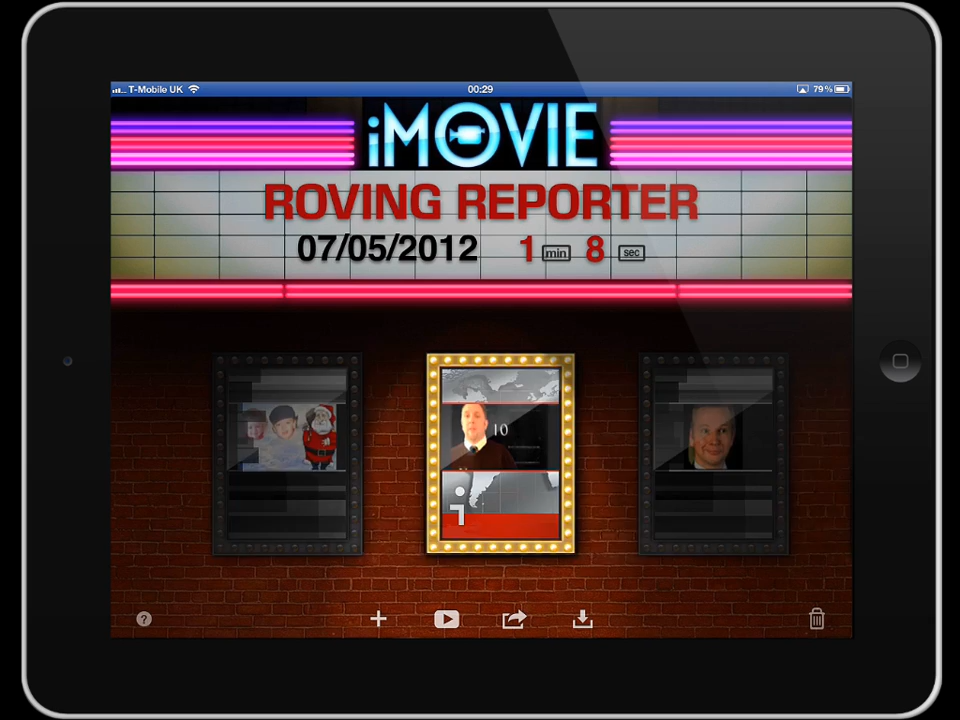 T-Mobile UK
00:29
79%
iMOVIE
ROVING REPORTER
07/05/2012 1 min 8 sec
10
i
?